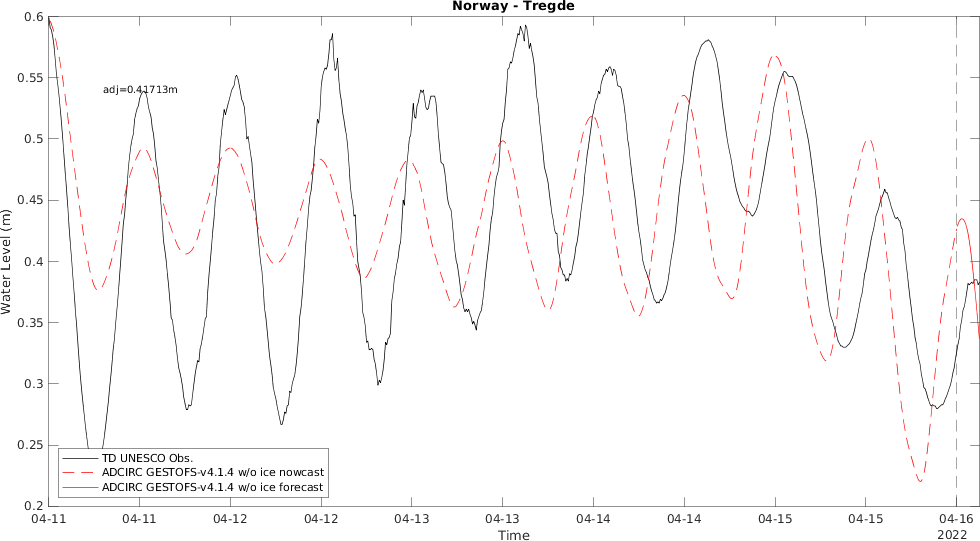 Norway - Tregde
adj=0.41713m
0.6
0.55
0.5
0.45
0.4
0.35
0.3
0.25
0.2
Water Level (m)
TD UNESCO Obs.
ADCIRC GESTOFS-v4.1.4 w/o ice nowcast
ADCIRC GESTOFS-v4.1.4 w/o ice forecast
04-11 04-11 04-12 04-12 04-13 04-13 04-14 04-14 04-15 04-15 04-16
Time 2022